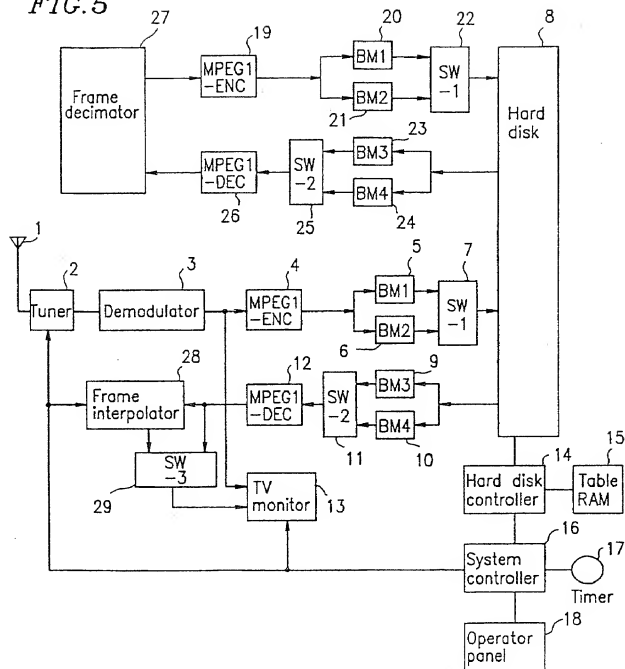 FIG.5
27
19
20
22
8
Frame
decimator
MPEG1
-ENC
BM1
BM2
SW
-1
Hard
disk
21
23
MPEG1
-DEC
SW
-2
BM3
BM4
26
25
24
1
2
3
4
5
7
Tuner
Demodulator
MPEG1
-ENC
BM1
BM2
SW
-1
6
28
12
9
Frame
interpolator
MPEG1
-DEC
SW
-2
BM3
BM4
11
10
SW
-3
29
TV
monitor
13
14
15
Hard disk
controller
Table
RAM
16
17
System
controller
Timer
18
Operator
panel